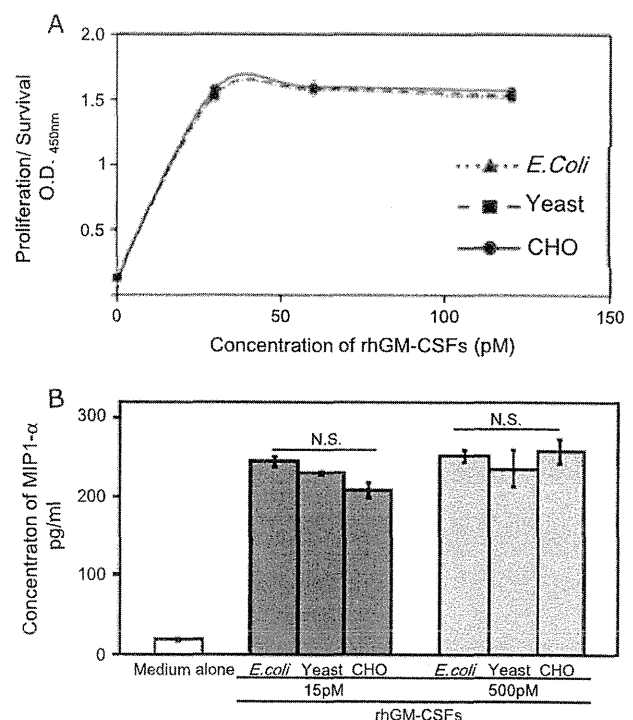 A
2.0
1.5
1
0.5
0 50 100 150
Proliferation/ Survival
O.D. 450nm
E.Coli
Yeast
CHO
Concentration of rhGM-CSFs (pM)
B
300
200
100
0
Concentraton of MIP1-α
pg/ml
N.S.
N.S.
Medium alone E.coli Yeast CHO E.coli Yeast CHO
15pM 500pM
rhGM-CSFs